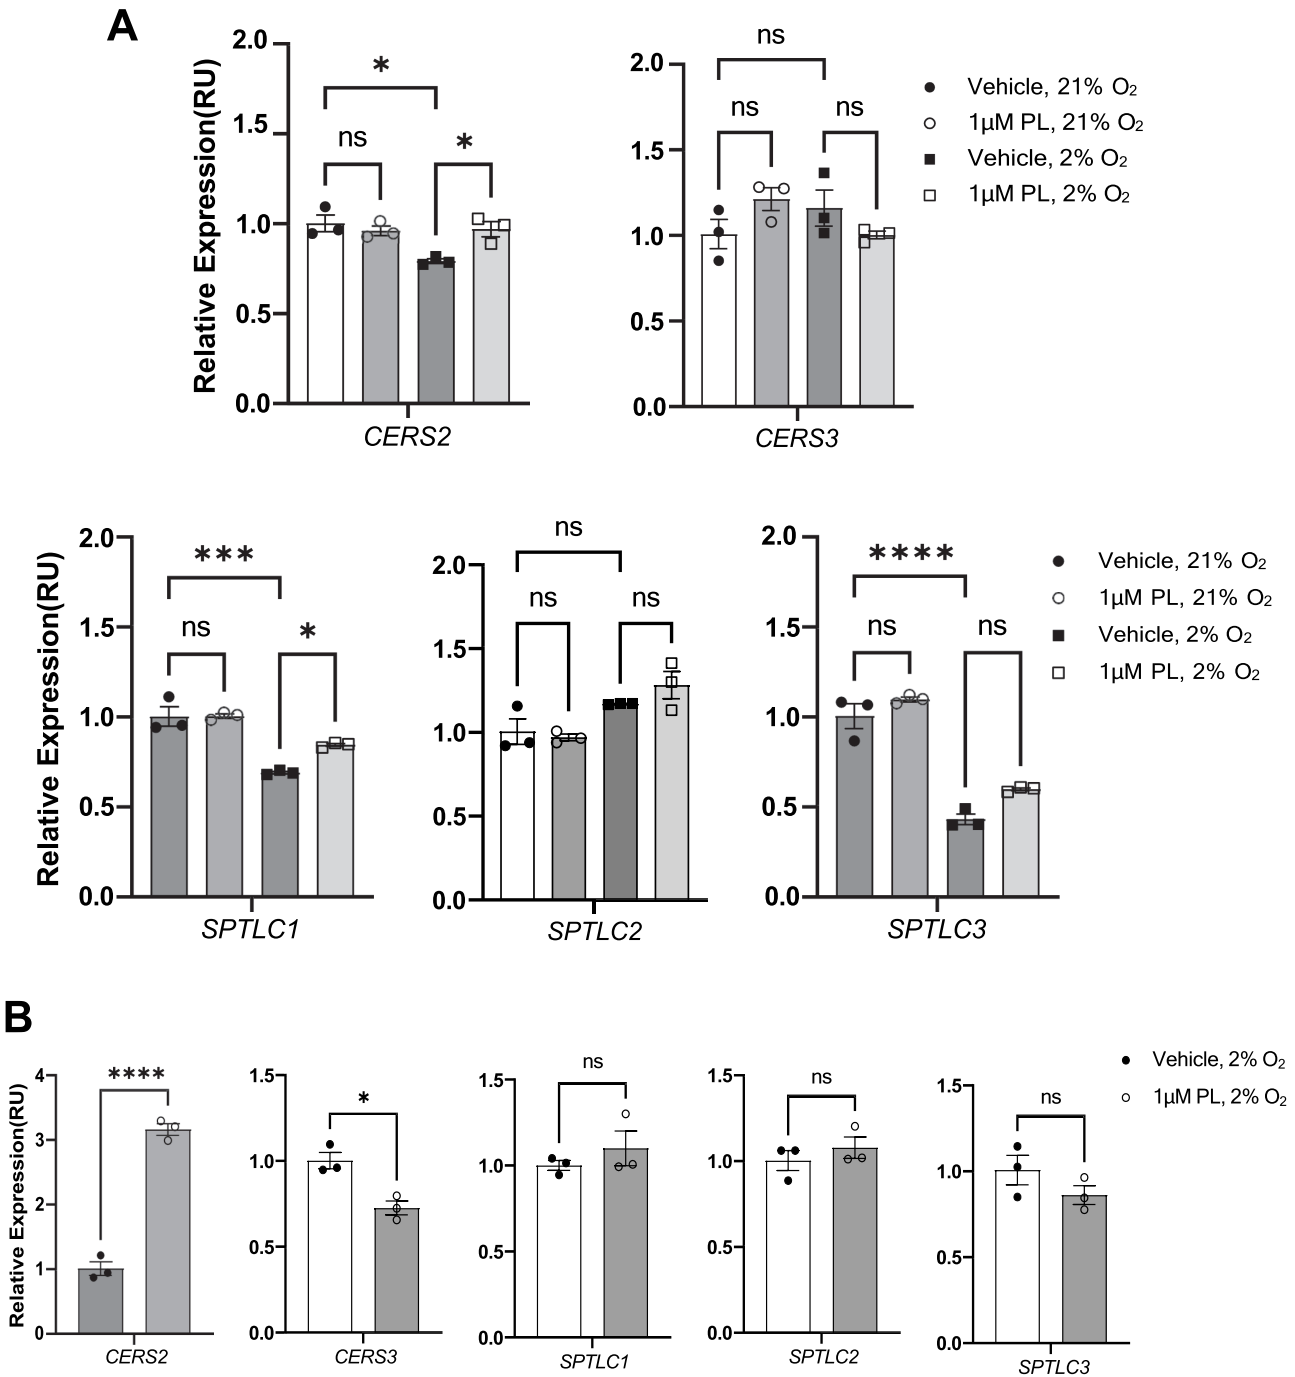 A
Relative Expression(RU)
2.0
1.5
1.0
0.5
0.0
*
ns
*
CERS2
2.0
1.5
1.0
0.5
0.0
ns
ns
ns
CERS3
Vehicle, 21% O₂
1µM PL, 21% O₂
Vehicle, 2% O₂
1µM PL, 2% O₂
Relative Expression(RU)
2.0
1.5
1.0
0.5
0.0
***
ns
*
SPTLC1
2.0
1.5
1.0
0.5
0.0
ns
ns
ns
SPTLC2
2.0
1.5
1.0
0.5
0.0
****
ns
ns
SPTLC3
Vehicle, 21% O₂
1µM PL, 21% O₂
Vehicle, 2% O₂
1µM PL, 2% O₂
B
Relative Expression(RU)
4
3
2
1
0
****
CERS2
1.5
1.0
0.5
0.0
*
CERS3
1.5
1.0
0.5
0.0
ns
SPTLC1
1.5
1.0
0.5
0.0
ns
SPTLC2
1.5
1.0
0.5
0.0
ns
SPTLC3
Vehicle, 2% O₂
1µM PL, 2% O₂